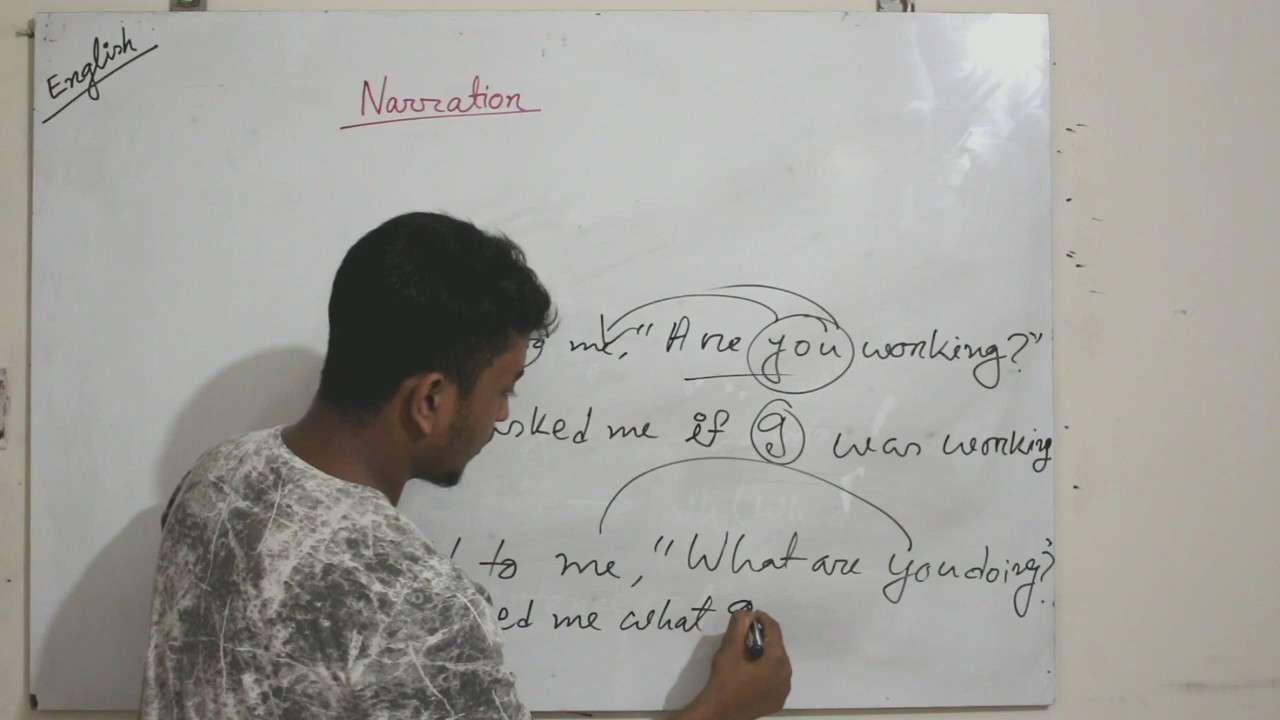 English
Narration
me, "Are you working?"
asked me if I was working
to me, "What are you doing?
ed me what